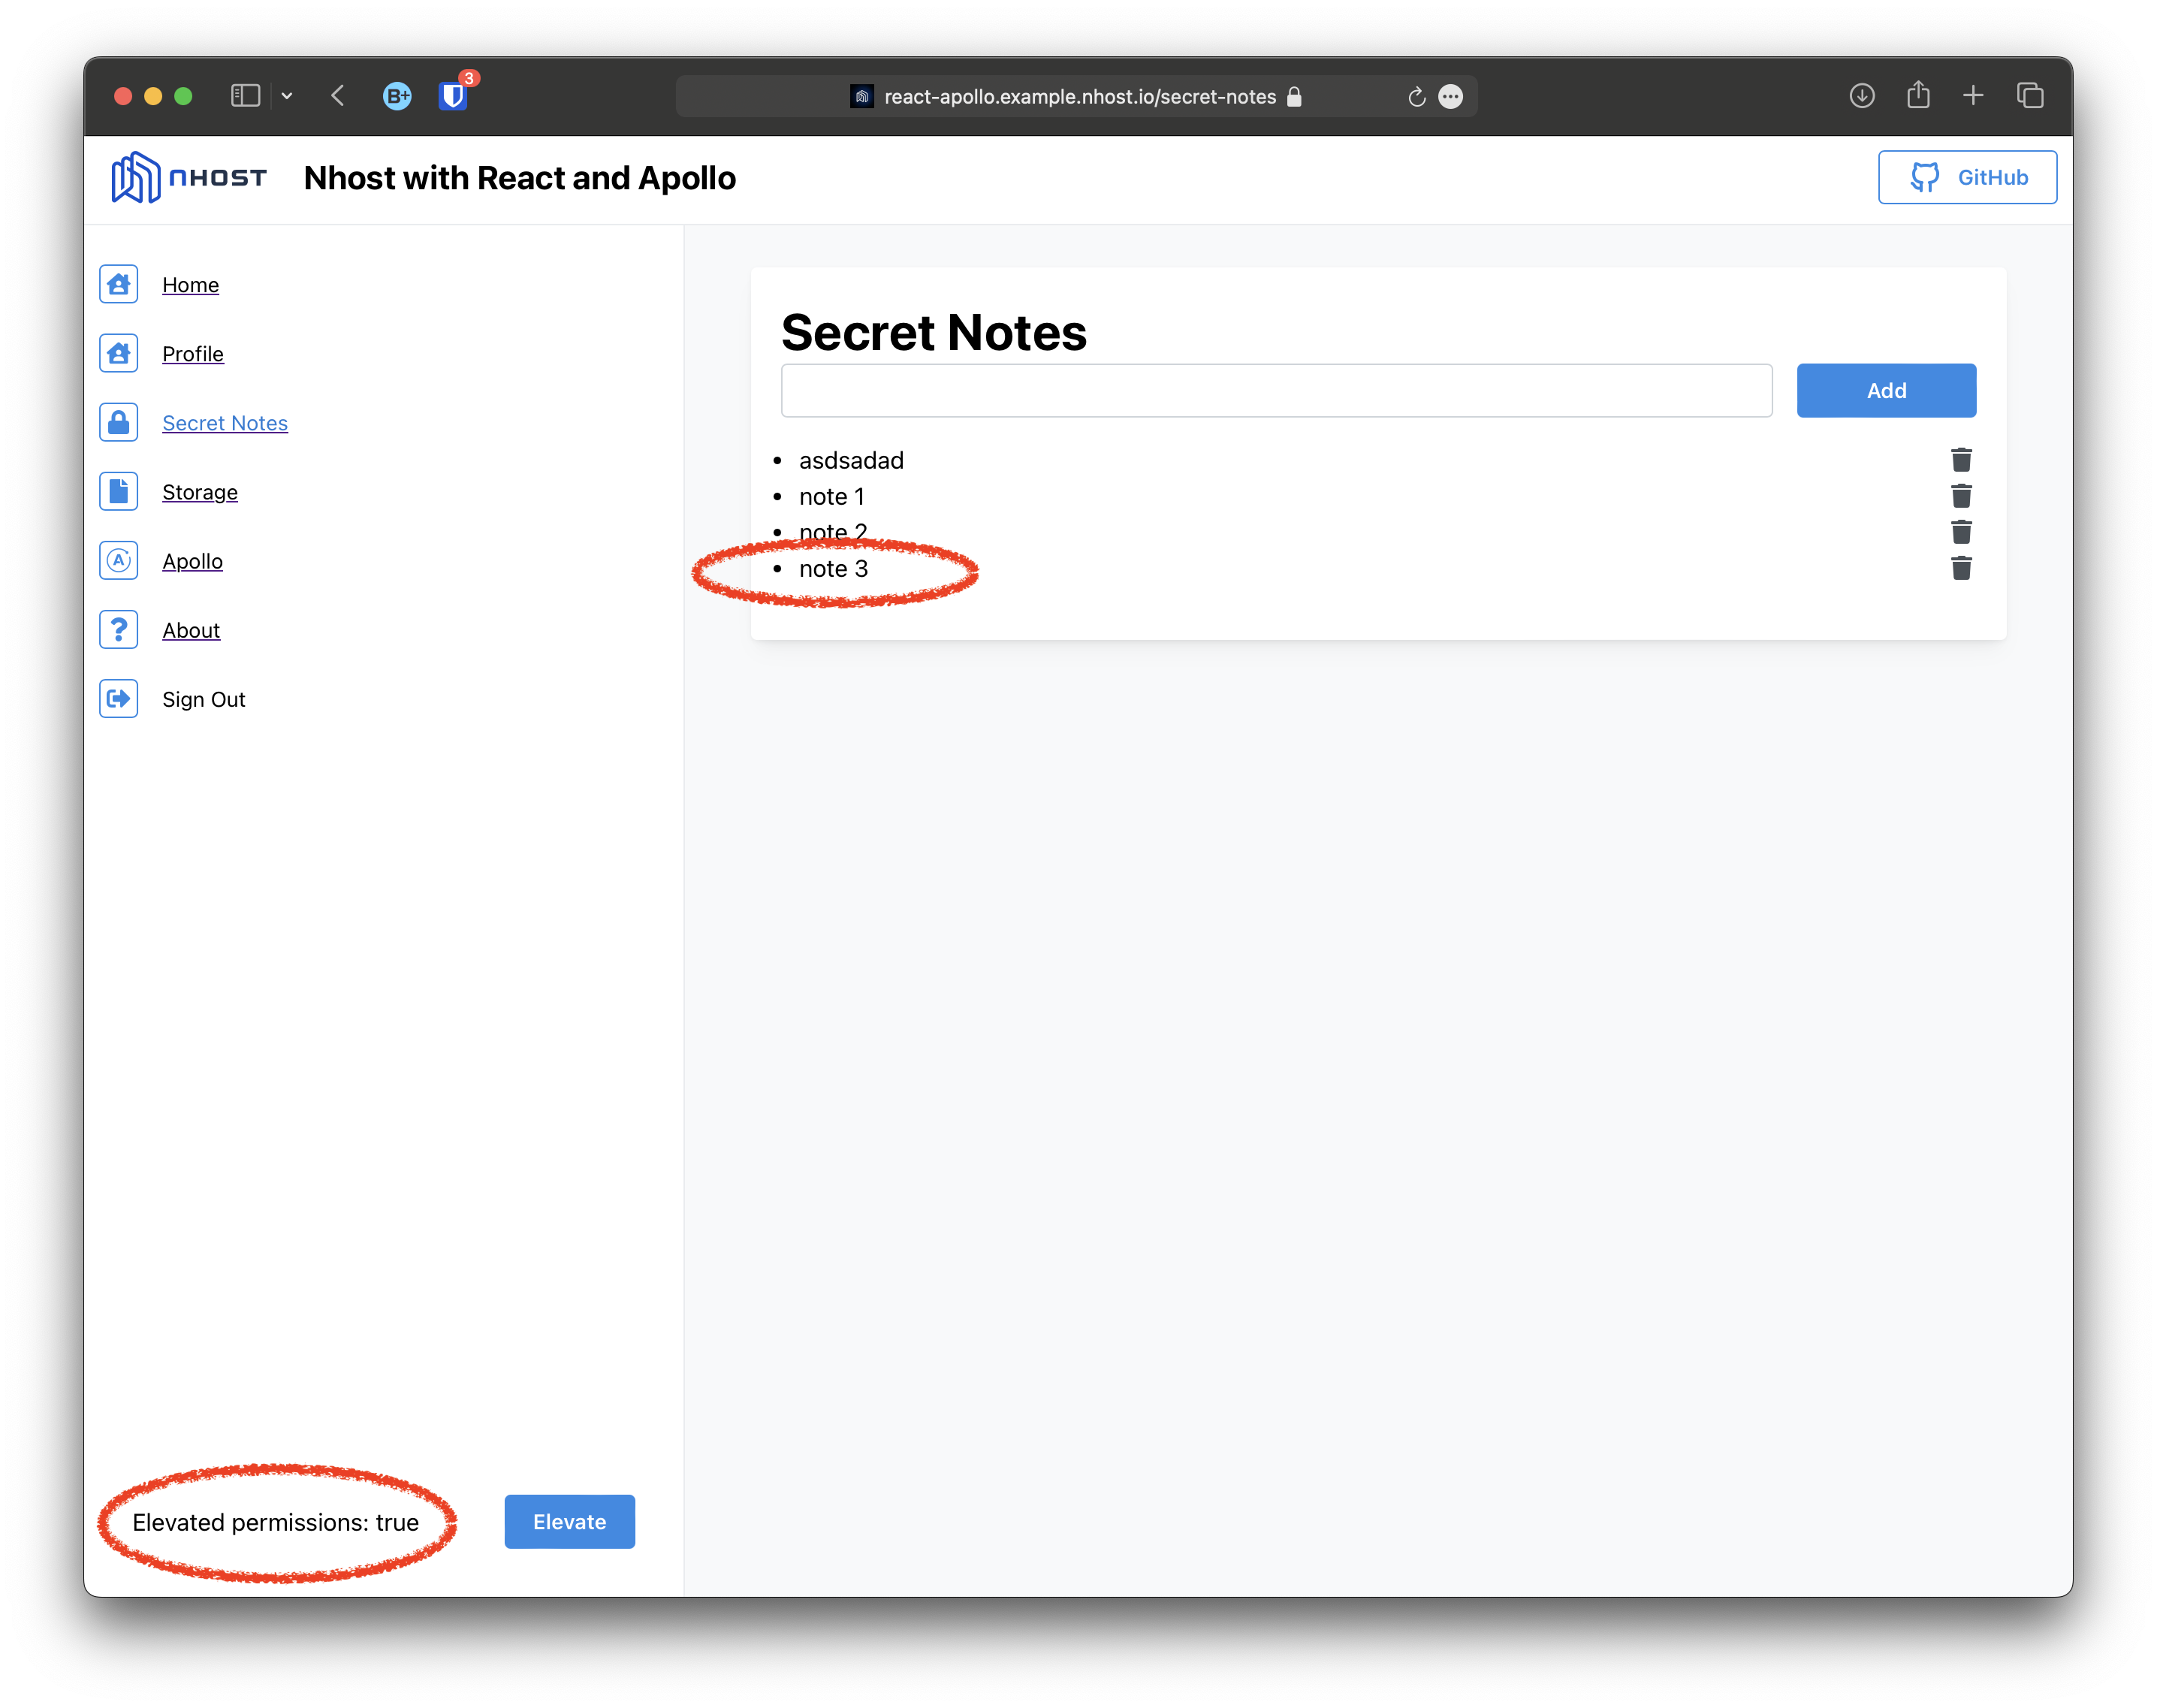 B+
3
react-apollo.example.nhost.io/secret-notes
nHOST
Nhost with React and Apollo
GitHub
Home
Profile
Secret Notes
Storage
A
Apollo
?
About
Sign Out
Secret Notes
Add
asdsadad
note 1
note 2
note 3
Elevated permissions: true
Elevate